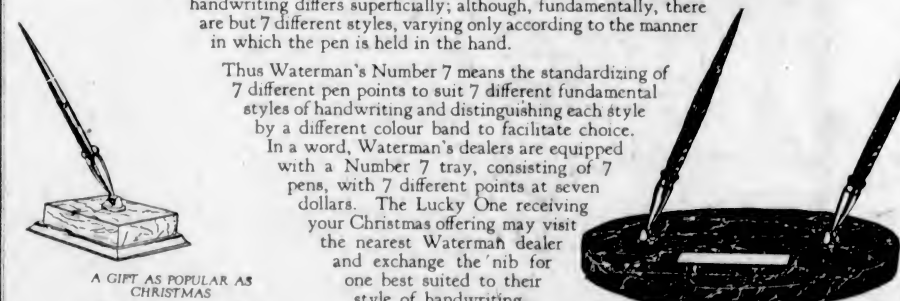 handwriting differs superficially; although, fundamentally, there
are but 7 different styles, varying only according to the manner
in which the pen is held in the hand.
Thus Waterman's Number 7 means the standardizing of
7 different pen points to suit 7 different fundamental
styles of handwriting and distinguishing each style
by a different colour band to facilitate choice.
In a word, Waterman's dealers are equipped
with a Number 7 tray, consisting of 7
pens, with 7 different points at seven
dollars. The Lucky One receiving
your Christmas offering may visit
the nearest Waterman dealer
and exchange the nib for
one best suited to their
style of handwriting
A GIFT AS POPULAR AS
CHRISTMAS